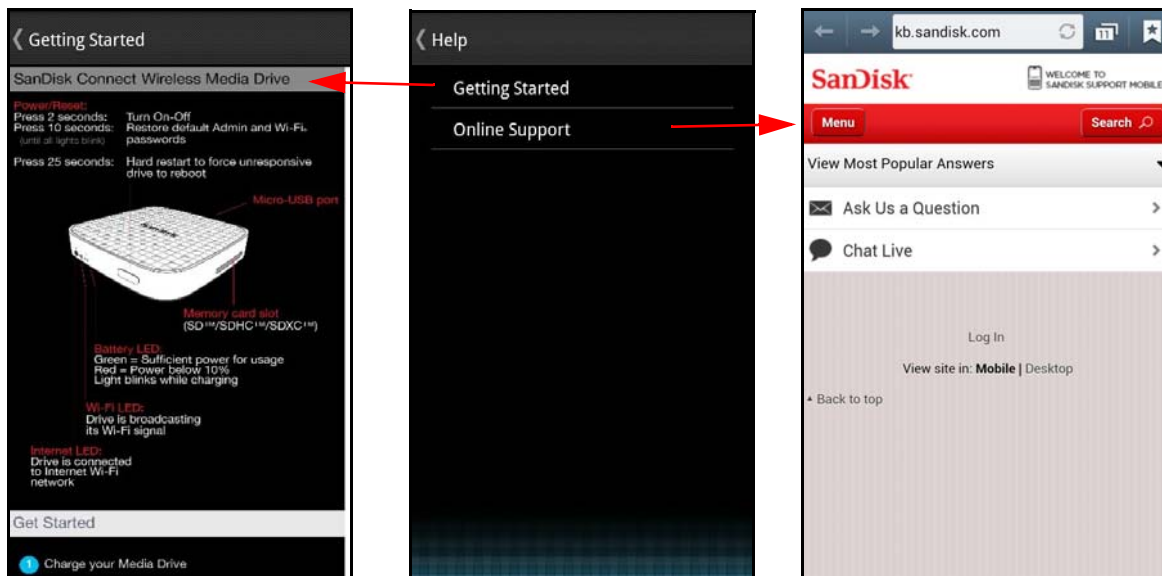 Getting Started
SanDisk Connect Wireless Media Drive
Power/Reset:
Press 2 seconds: Turn On-Off
Press 10 seconds: Restore default Admin and Wi-Fi.
(until all lights blink) passwords
Press 25 seconds: Hard restart to force unresponsive
drive to reboot
Micro-USB port
SanDisk
Memory card slot
(SD™/SDHC™/SDXC™)
Battery LED:
Green = Sufficient power for usage
Red = Power below 10%
Light blinks while charging
Wi-Fi LED:
Drive is broadcasting
its Wi-Fi signal
Internet LED:
Drive is connected
to Internet Wi-Fi
network
Get Started
1 Charge your Media Drive
Help
Getting Started
Online Support
kb.sandisk.com
11
SanDisk
WELCOME TO
SANDISK SUPPORT MOBILE
Menu
Search
View Most Popular Answers
Ask Us a Question
Chat Live
Log In
View site in: Mobile | Desktop
Back to top